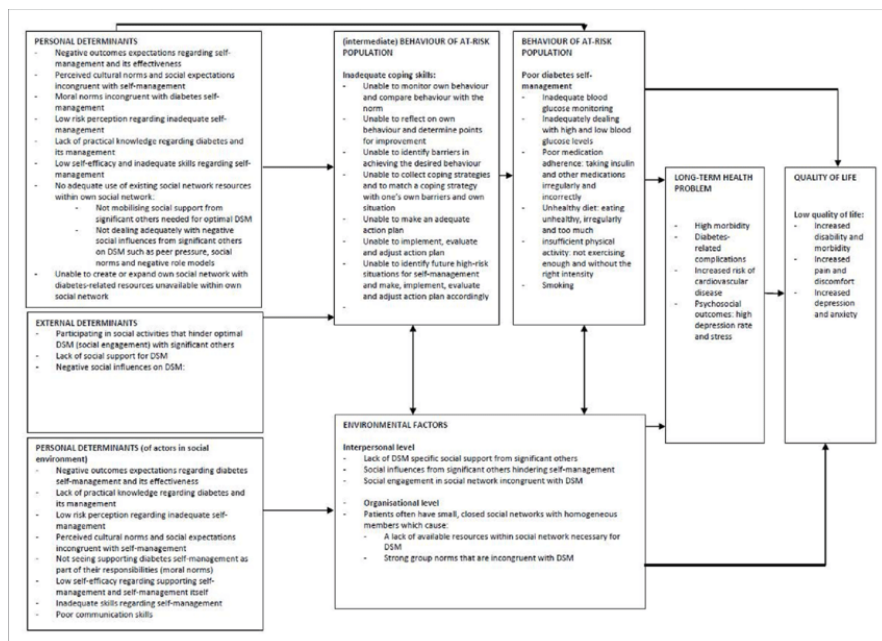 PERSONAL DETERMINANTS
- Negative outcomes expectations regarding self-
management and its effectiveness
- Perceived cultural norms and social expectations
incongruent with self-management
- Moral norms incongruent with diabetes self-
management
- Low risk perception regarding inadequate self-
management
- Lack of practical knowledge regarding diabetes and
its management
- Low self-efficacy and inadequate skills regarding self-
management
- No adequate use of existing social network resources
within own social network:
- Not mobilising social support from
significant others needed for optimal DSM
- Not dealing adequately with negative
social influences from significant others
on DSM such as peer pressure, social
norms and negative role models
- Unable to create or expand own social network with
diabetes-related resources unavailable within own
social network
EXTERNAL DETERMINANTS
- Participating in social activities that hinder optimal
DSM (social engagement) with significant others
- Lack of social support for DSM
- Negative social influences on DSM:
PERSONAL DETERMINANTS (of actors in social
environment)
- Negative outcomes expectations regarding diabetes
self-management and its effectiveness
- Lack of practical knowledge regarding diabetes and
its management
- Low risk perception regarding inadequate self-
management
- Perceived cultural norms and social expectations
incongruent with self-management
- Not seeing supporting diabetes self-management as
part of their responsibilities (moral norms)
- Low self-efficacy regarding supporting self-
management and self-management itself
- Inadequate skills regarding self-management
- Poor communication skills
(intermediate) BEHAVIOUR OF AT-RISK
POPULATION
Inadequate coping skills:
- Unable to monitor own behaviour
and compare behaviour with the
norm
- Unable to reflect on own
behaviour and determine points for
improvement
- Unable to identify barriers in
achieving the desired behaviour
- Unable to collect coping strategies
and to match a coping strategy
with one's own barriers and own
situation
- Unable to make an adequate
action plan
- Unable to implement, evaluate
and adjust action plan
- Unable to identify future high-risk
situations for self-management
and make, implement, evaluate
and adjust action plan accordingly
-
BEHAVIOUR OF AT-RISK
POPULATION
Poor diabetes self-
management
- Inadequate blood
glucose monitoring
- Inadequately dealing
with high and low blood
glucose levels
- Poor medication
adherence: taking insulin
and other medications
irregularly and
incorrectly
- Unhealthy diet: eating
unhealthy, irregularly and
too much
- insufficient physical
activity: not exercising
enough and without the
right intensity
- Smoking
ENVIRONMENTAL FACTORS
Interpersonal level
- Lack of DSM specific social support from significant others
- Social influences from significant others hindering self-management
- Social engagement in social network incongruent with DSM
- Organisational level
- Patients often have small, closed social networks with homogeneous
members which cause:
- A lack of available resources within social network necessary for
DSM
- Strong group norms that are incongruent with DSM
LONG-TERM HEALTH
PROBLEM
- High morbidity
- Diabetes-
related
complications
- Increased risk of
cardiovascular
disease
- Psychosocial
outcomes: high
depression rate
and stress
QUALITY OF LIFE
Low quality of life:
- Increased
disability and
morbidity
- Increased
pain and
discomfort
- Increased
depression
and anxiety